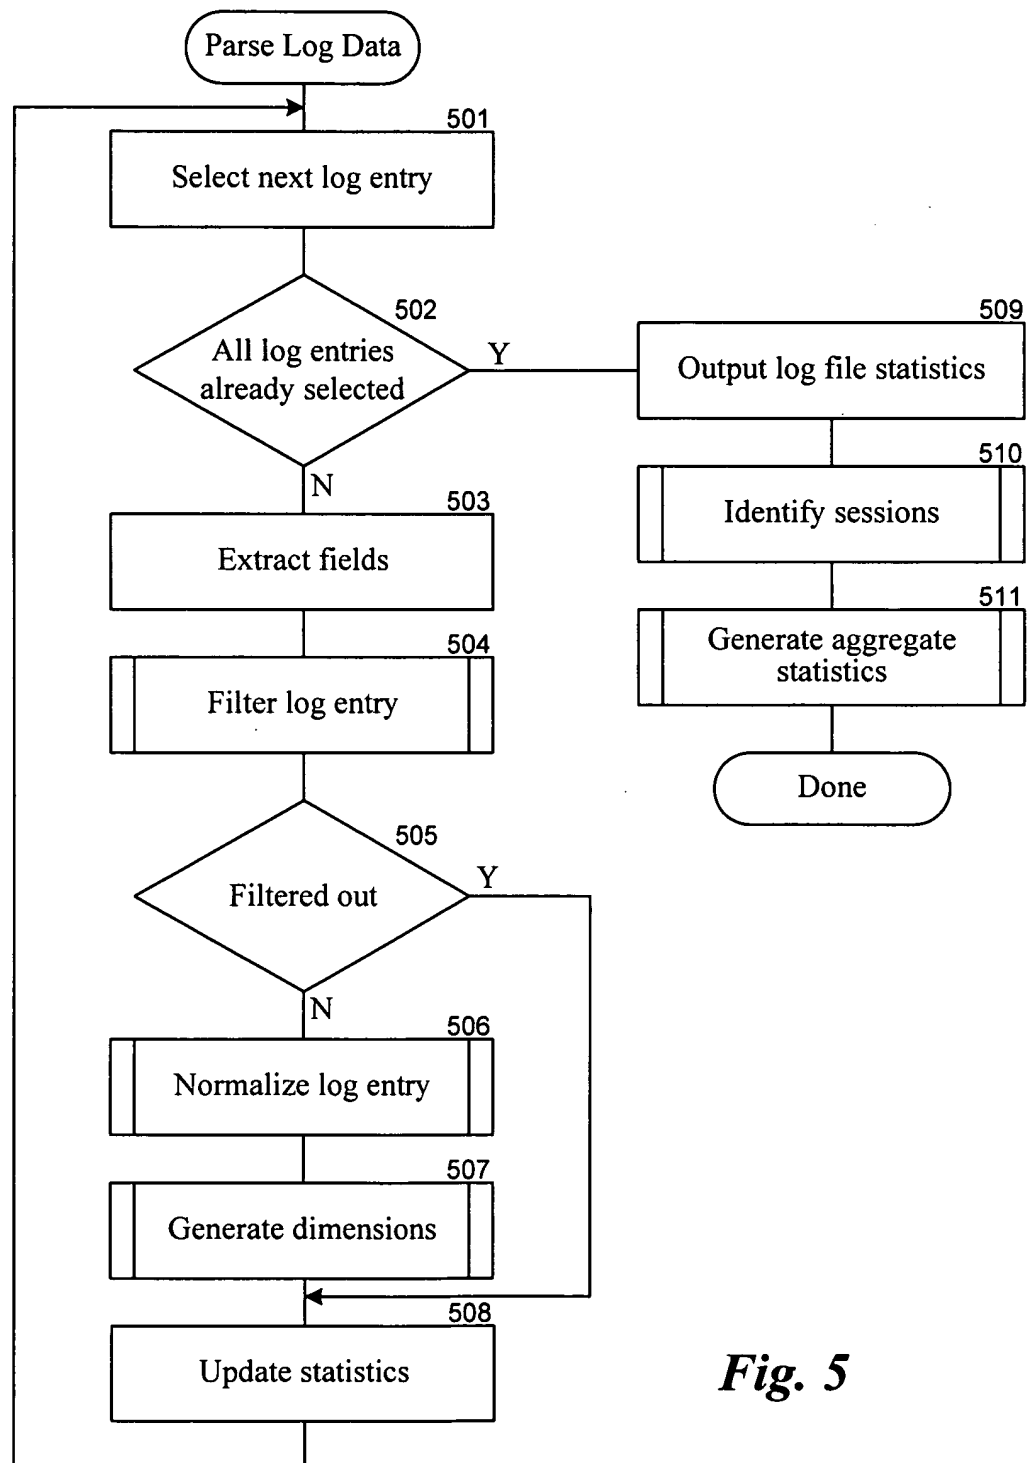 Parse Log Data
501
Select next log entry
502
All log entries
already selected
Y
N
503
Extract fields
504
Filter log entry
505
Filtered out
Y
N
506
Normalize log entry
507
Generate dimensions
508
Update statistics
509
Output log file statistics
510
Identify sessions
511
Generate aggregate
statistics
Done
Fig. 5